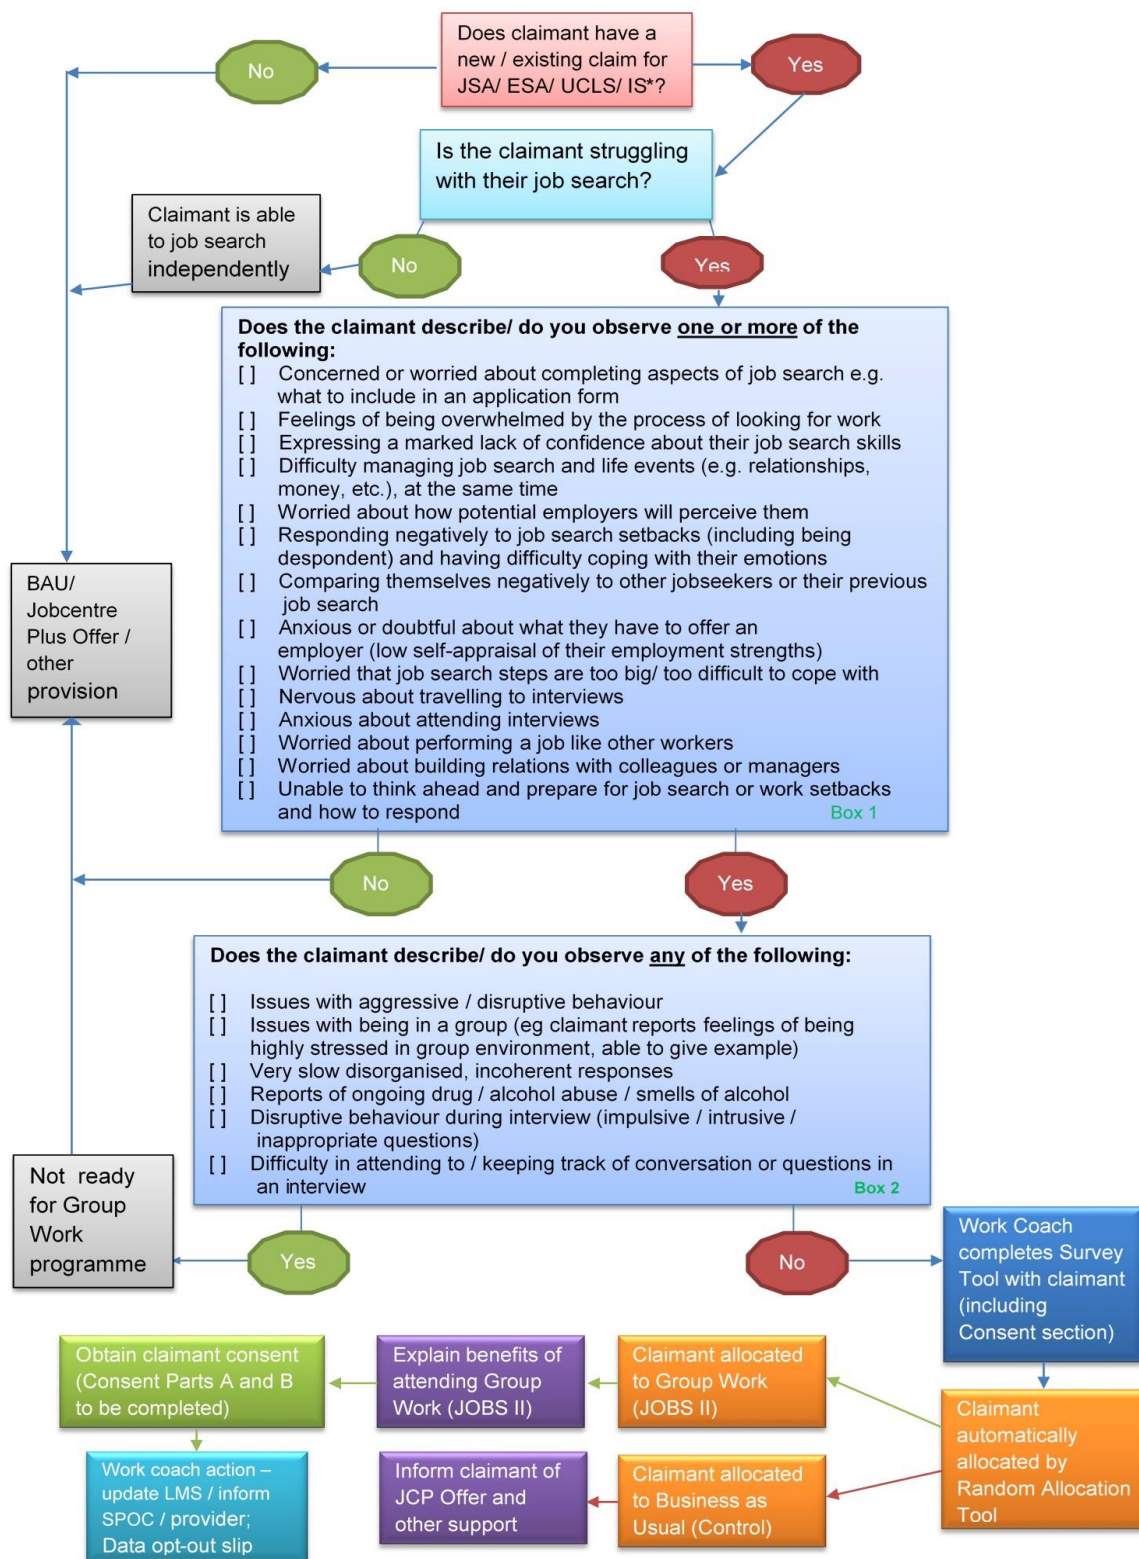 Does claimant have a
new / existing claim for
JSA/ ESA/ UCLS/ IS*?
No
Yes
Is the claimant struggling
with their job search?
Claimant is able
to job search
independently
No
Yes
Does the claimant describe/ do you observe one or more of the
following:
[ ] Concerned or worried about completing aspects of job search e.g.
what to include in an application form
[ ] Feelings of being overwhelmed by the process of looking for work
[ ] Expressing a marked lack of confidence about their job search skills
[ ] Difficulty managing job search and life events (e.g. relationships,
money, etc.), at the same time
[ ] Worried about how potential employers will perceive them
[ ] Responding negatively to job search setbacks (including being
despondent) and having difficulty coping with their emotions
[ ] Comparing themselves negatively to other jobseekers or their previous
job search
[ ] Anxious or doubtful about what they have to offer an
employer (low self-appraisal of their employment strengths)
[ ] Worried that job search steps are too big/ too difficult to cope with
[ ] Nervous about travelling to interviews
[ ] Anxious about attending interviews
[ ] Worried about performing a job like other workers
[ ] Worried about building relations with colleagues or managers
[ ] Unable to think ahead and prepare for job search or work setbacks
and how to respond
Box 1
BAU/
Jobcentre
Plus Offer /
other
provision
No
Yes
Does the claimant describe/ do you observe any of the following:
[ ] Issues with aggressive / disruptive behaviour
[ ] Issues with being in a group (eg claimant reports feelings of being
highly stressed in group environment, able to give example)
[ ] Very slow disorganised, incoherent responses
[ ] Reports of ongoing drug / alcohol abuse / smells of alcohol
[ ] Disruptive behaviour during interview (impulsive / intrusive /
inappropriate questions)
[ ] Difficulty in attending to / keeping track of conversation or questions in
an interview
Box 2
Not ready
for Group
Work
programme
Yes
No
Work Coach
completes Survey
Tool with claimant
(including
Consent section)
Obtain claimant consent
(Consent Parts A and B
to be completed)
Explain benefits of
attending Group
Work (JOBS II)
Claimant allocated
to Group Work
(JOBS II)
Claimant
automatically
allocated by
Random Allocation
Tool
Work coach action –
update LMS / inform
SPOC / provider;
Data opt-out slip
Inform claimant of
JCP Offer and
other support
Claimant allocated
to Business as
Usual (Control)